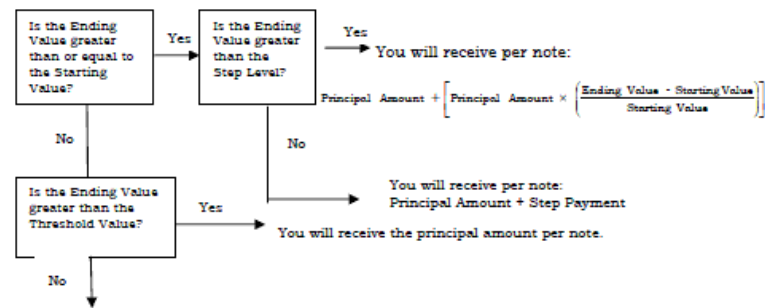 Is the Ending
Value greater
than or equal to
the Starting
Value?
Yes
Is the Ending
Value greater
than the
Step Level?
Yes
You will receive per note:
Principal Amount + [Principal Amount × (Ending Value - Starting Value / Starting Value)]
No
No
You will receive per note:
Principal Amount + Step Payment
Is the Ending Value
greater than the
Threshold Value?
Yes
You will receive the principal amount per note.
No